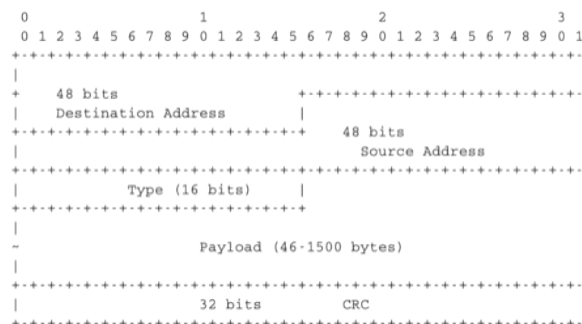 0 1 2 3
0 1 2 3 4 5 6 7 8 9 0 1 2 3 4 5 6 7 8 9 0 1 2 3 4 5 6 7 8 9 0 1
+-+-+-+-+-+-+-+-+-+-+-+-+-+-+-+-+-+-+-+-+-+-+-+-+-+-+-+-+-+-+-+-
|
+ 48 bits +-+-+-+-+-+-+-+-+-+-+-+-+-+-+-+-
| Destination Address |
+-+-+-+-+-+-+-+-+-+-+-+-+-+-+-+-+ 48 bits
| Source Address
+-+-+-+-+-+-+-+-+-+-+-+-+-+-+-+-+-+-+-+-+-+-+-+-+-+-+-+-+-+-+-+-
| Type (16 bits) |
+-+-+-+-+-+-+-+-+-+-+-+-+-+-+-+-+
|
~ Payload (46-1500 bytes)
|
+-+-+-+-+-+-+-+-+-+-+-+-+-+-+-+-+-+-+-+-+-+-+-+-+-+-+-+-+-+-+-+-
| 32 bits CRC
+-+-+-+-+-+-+-+-+-+-+-+-+-+-+-+-+-+-+-+-+-+-+-+-+-+-+-+-+-+-+-+-